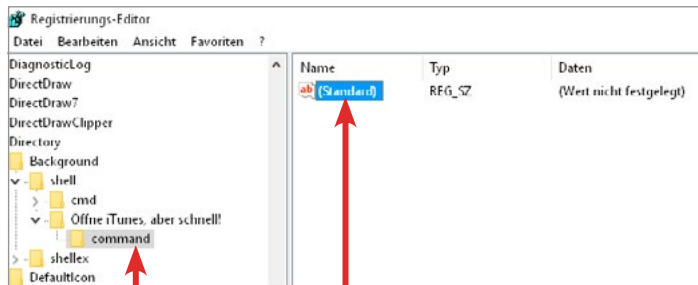 Registrierungs-Editor
Datei Bearbeiten Ansicht Favoriten ?
DiagnosticLog
DirectDraw
DirectDraw7
DirectDrawClipper
Directory
Background
shell
cmd
Öffne iTunes, aber schnell!
command
shellex
DefaultIcon
Name Typ Daten
ab (Standard) REG_SZ (Wert nicht festgelegt)